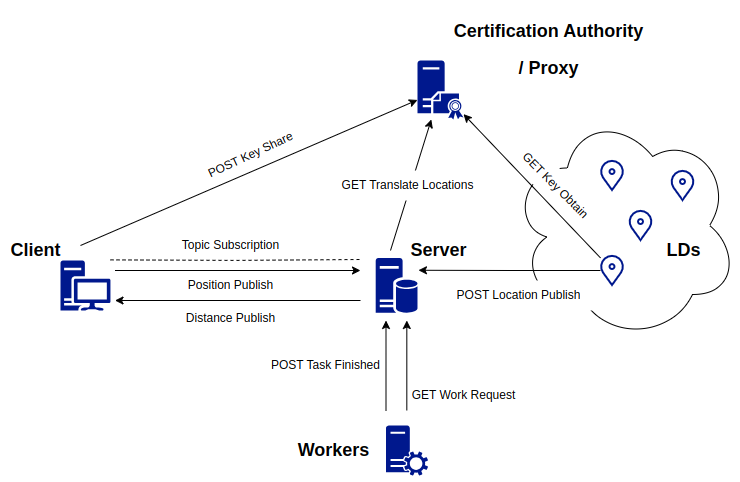 Certification Authority
/ Proxy
POST Key Share
GET Key Obtain
GET Translate Locations
Client
Topic Subscription
Server
LDs
Position Publish
POST Location Publish
Distance Publish
POST Task Finished
GET Work Request
Workers